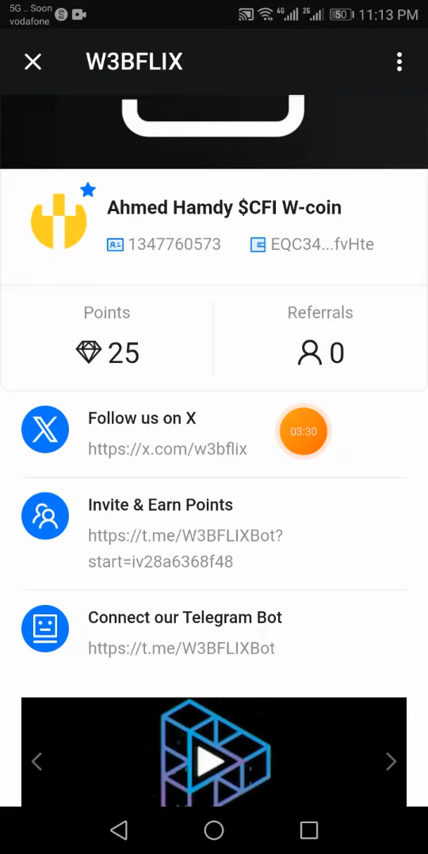 5G .. Soon
vodafone
4G
2G
50
11:13 PM
W3BFLIX
Ahmed Hamdy $CFI W-coin
1347760573
EQC34...fvHte
Points
Referrals
25
0
Follow us on X
https://x.com/w3bflix
03:30
Invite & Earn Points
https://t.me/W3BFLIXBot?
start=iv28a6368f48
Connect our Telegram Bot
https://t.me/W3BFLIXBot